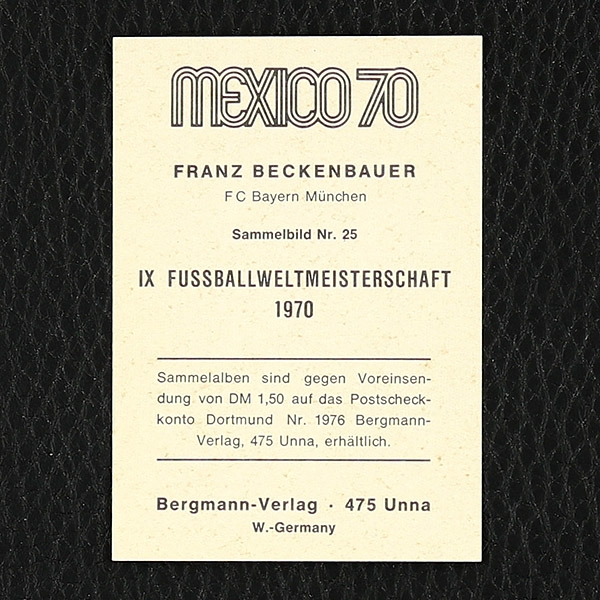 MEXICO 70
FRANZ BECKENBAUER
FC Bayern München
Sammelbild Nr. 25
IX FUSSBALLWELTMEISTERSCHAFT
1970
Sammelalben sind gegen Voreinsen-
dung von DM 1,50 auf das Postscheck-
konto Dortmund Nr. 1976 Bergmann-
Verlag, 475 Unna, erhältlich.
Bergmann-Verlag · 475 Unna
W.-Germany